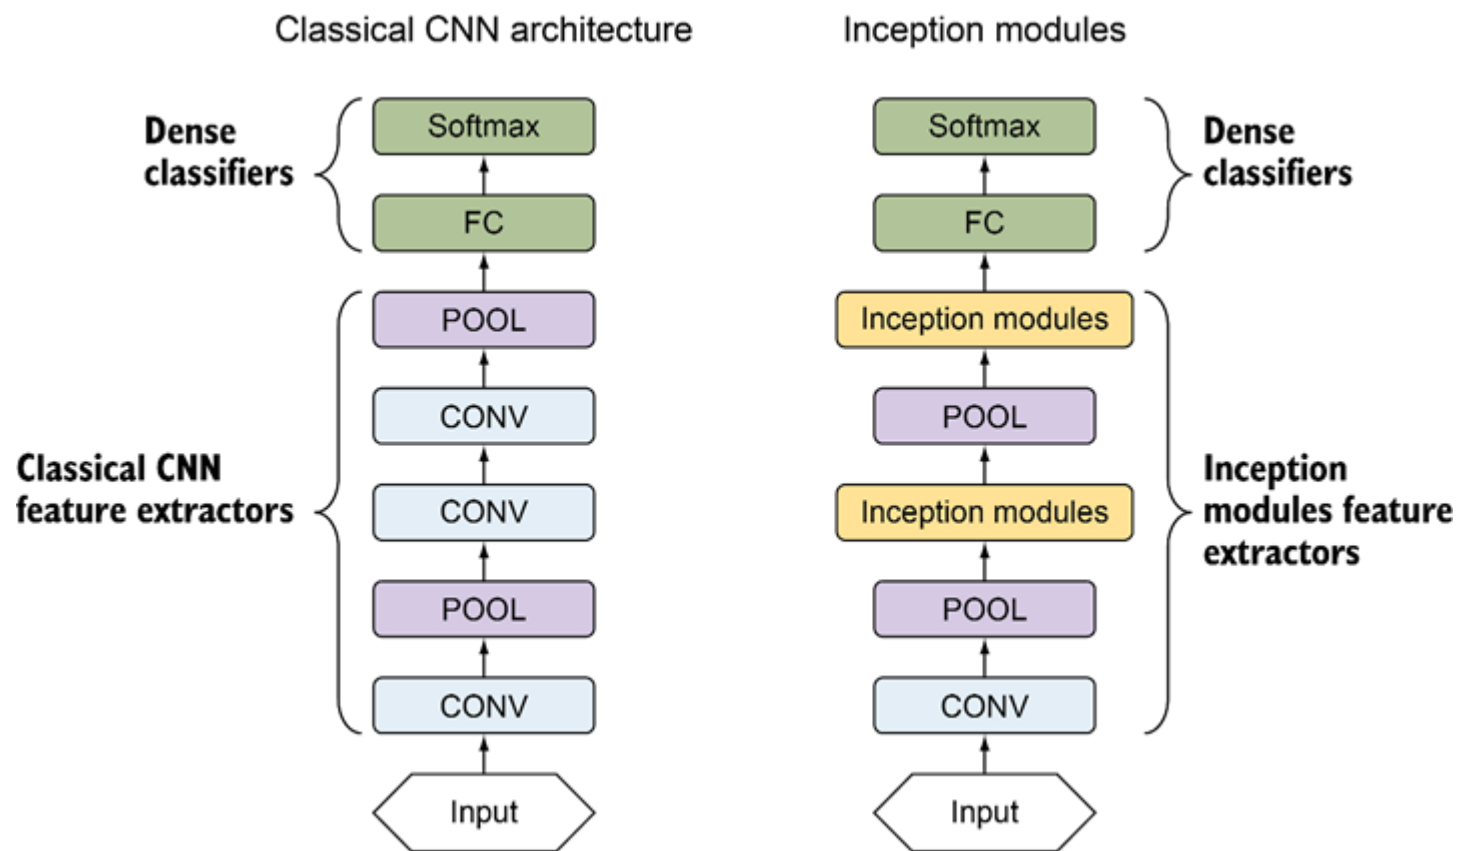 Classical CNN architecture
Dense
classifiers
Softmax
FC
Classical CNN
feature extractors
POOL
CONV
CONV
POOL
CONV
Input
Inception modules
Softmax
FC
Dense
classifiers
Inception modules
POOL
Inception modules
POOL
CONV
Inception
modules feature
extractors
Input